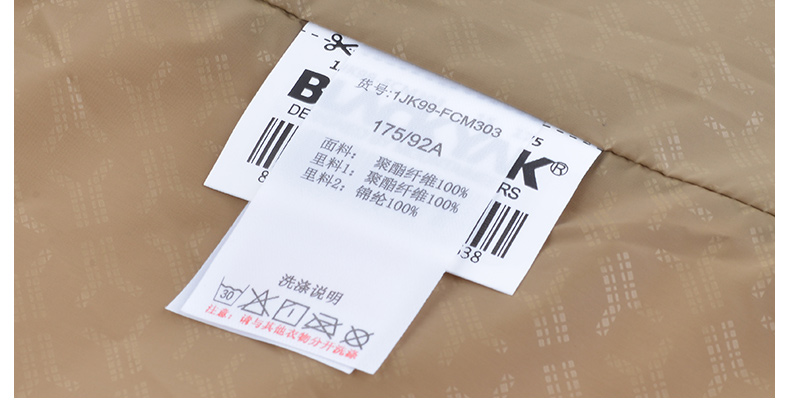 货号:1JK99-FCM303
175/92A
面料: 聚酯纤维100%
里料1: 聚酯纤维100%
里料2: 锦纶100%
洗涤说明
30
注意: 请与其他衣物分开洗涤
B
K®
DE
RS
8
38